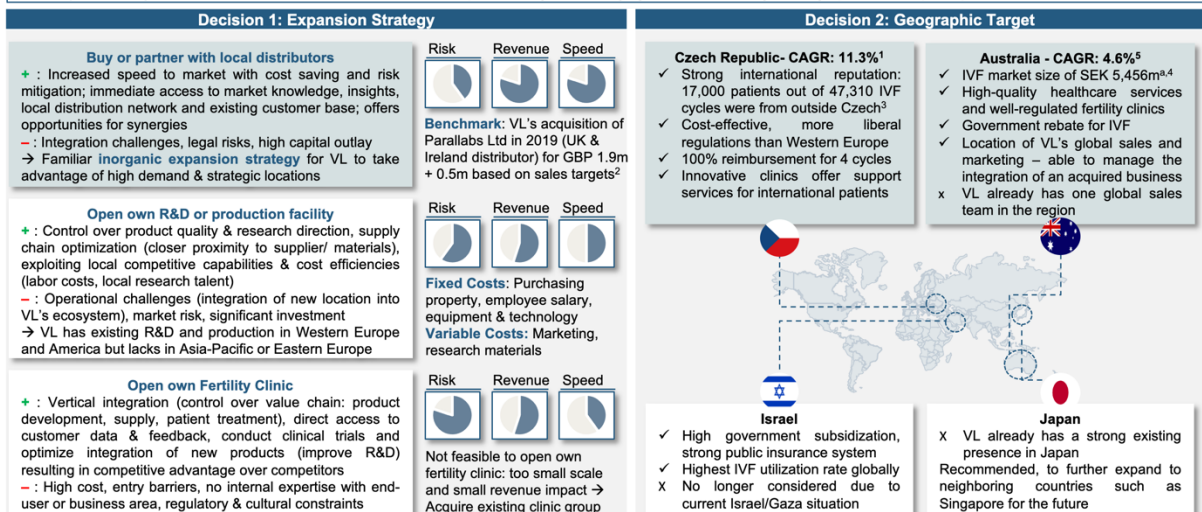 Decision 1: Expansion Strategy
Buy or partner with local distributors
+ : Increased speed to market with cost saving and risk
mitigation; immediate access to market knowledge, insights,
local distribution network and existing customer base; offers
opportunities for synergies
– : Integration challenges, legal risks, high capital outlay
→ Familiar inorganic expansion strategy for VL to take
advantage of high demand & strategic locations
Risk Revenue Speed
Benchmark: VL's acquisition of
Parallabs Ltd in 2019 (UK &
Ireland distributor) for GBP 1.9m
+ 0.5m based on sales targets²
Open own R&D or production facility
+ : Control over product quality & research direction, supply
chain optimization (closer proximity to supplier/ materials),
exploiting local competitive capabilities & cost efficiencies
(labor costs, local research talent)
– : Operational challenges (integration of new location into
VL's ecosystem), market risk, significant investment
→ VL has existing R&D and production in Western Europe
and America but lacks in Asia-Pacific or Eastern Europe
Risk Revenue Speed
Fixed Costs: Purchasing
property, employee salary,
equipment & technology
Variable Costs: Marketing,
research materials
Open own Fertility Clinic
+ : Vertical integration (control over value chain: product
development, supply, patient treatment), direct access to
customer data & feedback, conduct clinical trials and
optimize integration of new products (improve R&D)
resulting in competitive advantage over competitors
– : High cost, entry barriers, no internal expertise with end-
user or business area, regulatory & cultural constraints
Risk Revenue Speed
Not feasible to open own
fertility clinic: too small scale
and small revenue impact →
Acquire existing clinic group
Decision 2: Geographic Target
Czech Republic- CAGR: 11.3%¹
✓ Strong international reputation:
17,000 patients out of 47,310 IVF
cycles were from outside Czech³
✓ Cost-effective, more liberal
regulations than Western Europe
✓ 100% reimbursement for 4 cycles
✓ Innovative clinics offer support
services for international patients
Australia - CAGR: 4.6%⁵
✓ IVF market size of SEK 5,456mᵃ,⁴
✓ High-quality healthcare services
and well-regulated fertility clinics
✓ Government rebate for IVF
✓ Location of VL's global sales and
marketing – able to manage the
integration of an acquired business
x VL already has one global sales
team in the region
Israel
✓ High government subsidization,
strong public insurance system
✓ Highest IVF utilization rate globally
X No longer considered due to
current Israel/Gaza situation
Japan
X VL already has a strong existing
presence in Japan
Recommended, to further expand to
neighboring countries such as
Singapore for the future